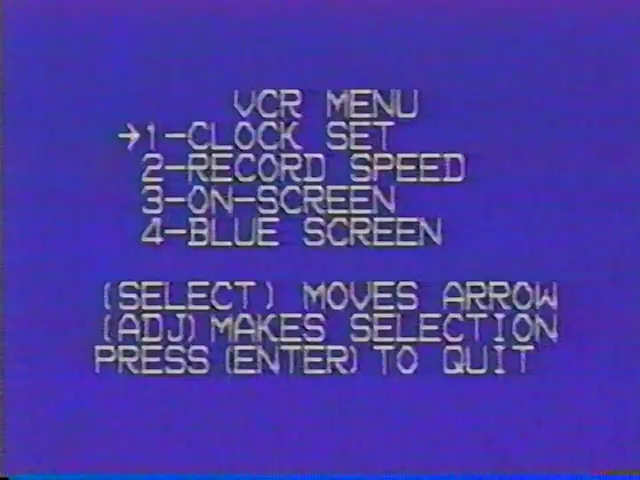 VCR MENU
→1-CLOCK SET
2-RECORD SPEED
3-ON-SCREEN
4-BLUE SCREEN
(SELECT) MOVES ARROW
(ADJ) MAKES SELECTION
PRESS (ENTER) TO QUIT